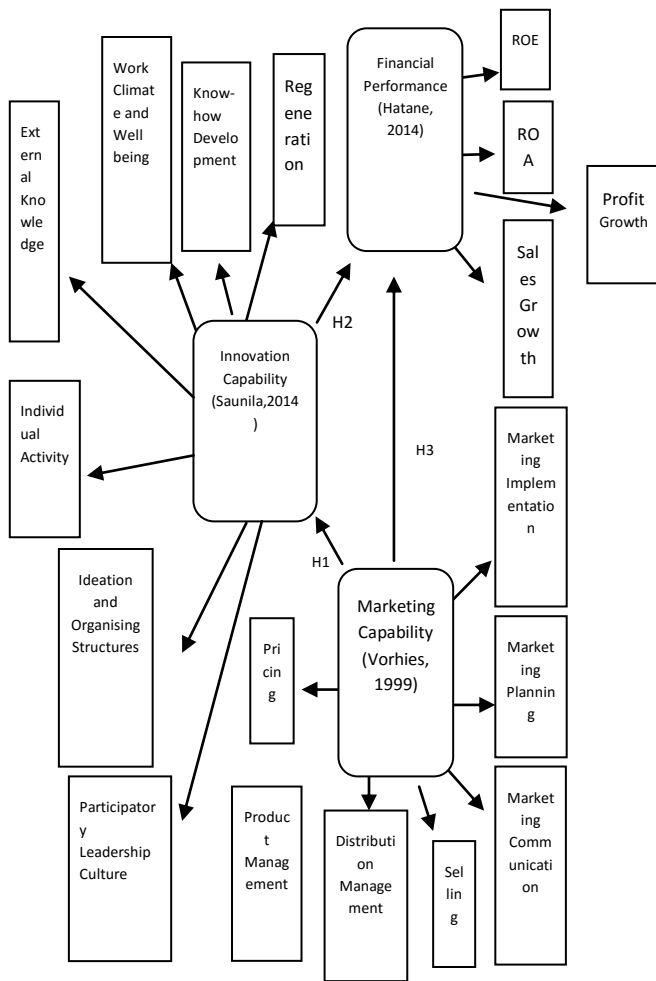 ROE
Financial
Performance
(Hatane,
2014)
Work
Climat
e and
Well
being
Know-
how
Develop
ment
Reg
ene
rati
on
Ext
ern
al
Kno
wle
dge
RO
A
Profit
Growth
Sal
es
Gr
ow
th
H2
Innovation
Capability
(Saunila,2014
)
Individ
ual
Activity
H3
Market
ing
Implem
entatio
n
H1
Ideation
and
Organising
Structures
Marketing
Capability
(Vorhies,
1999)
Pri
cin
g
Market
ing
Plannin
g
Participator
y
Leadership
Culture
Produc
t
Manag
ement
Distributi
on
Manage
ment
Sel
lin
g
Market
ing
Comm
unicati
on